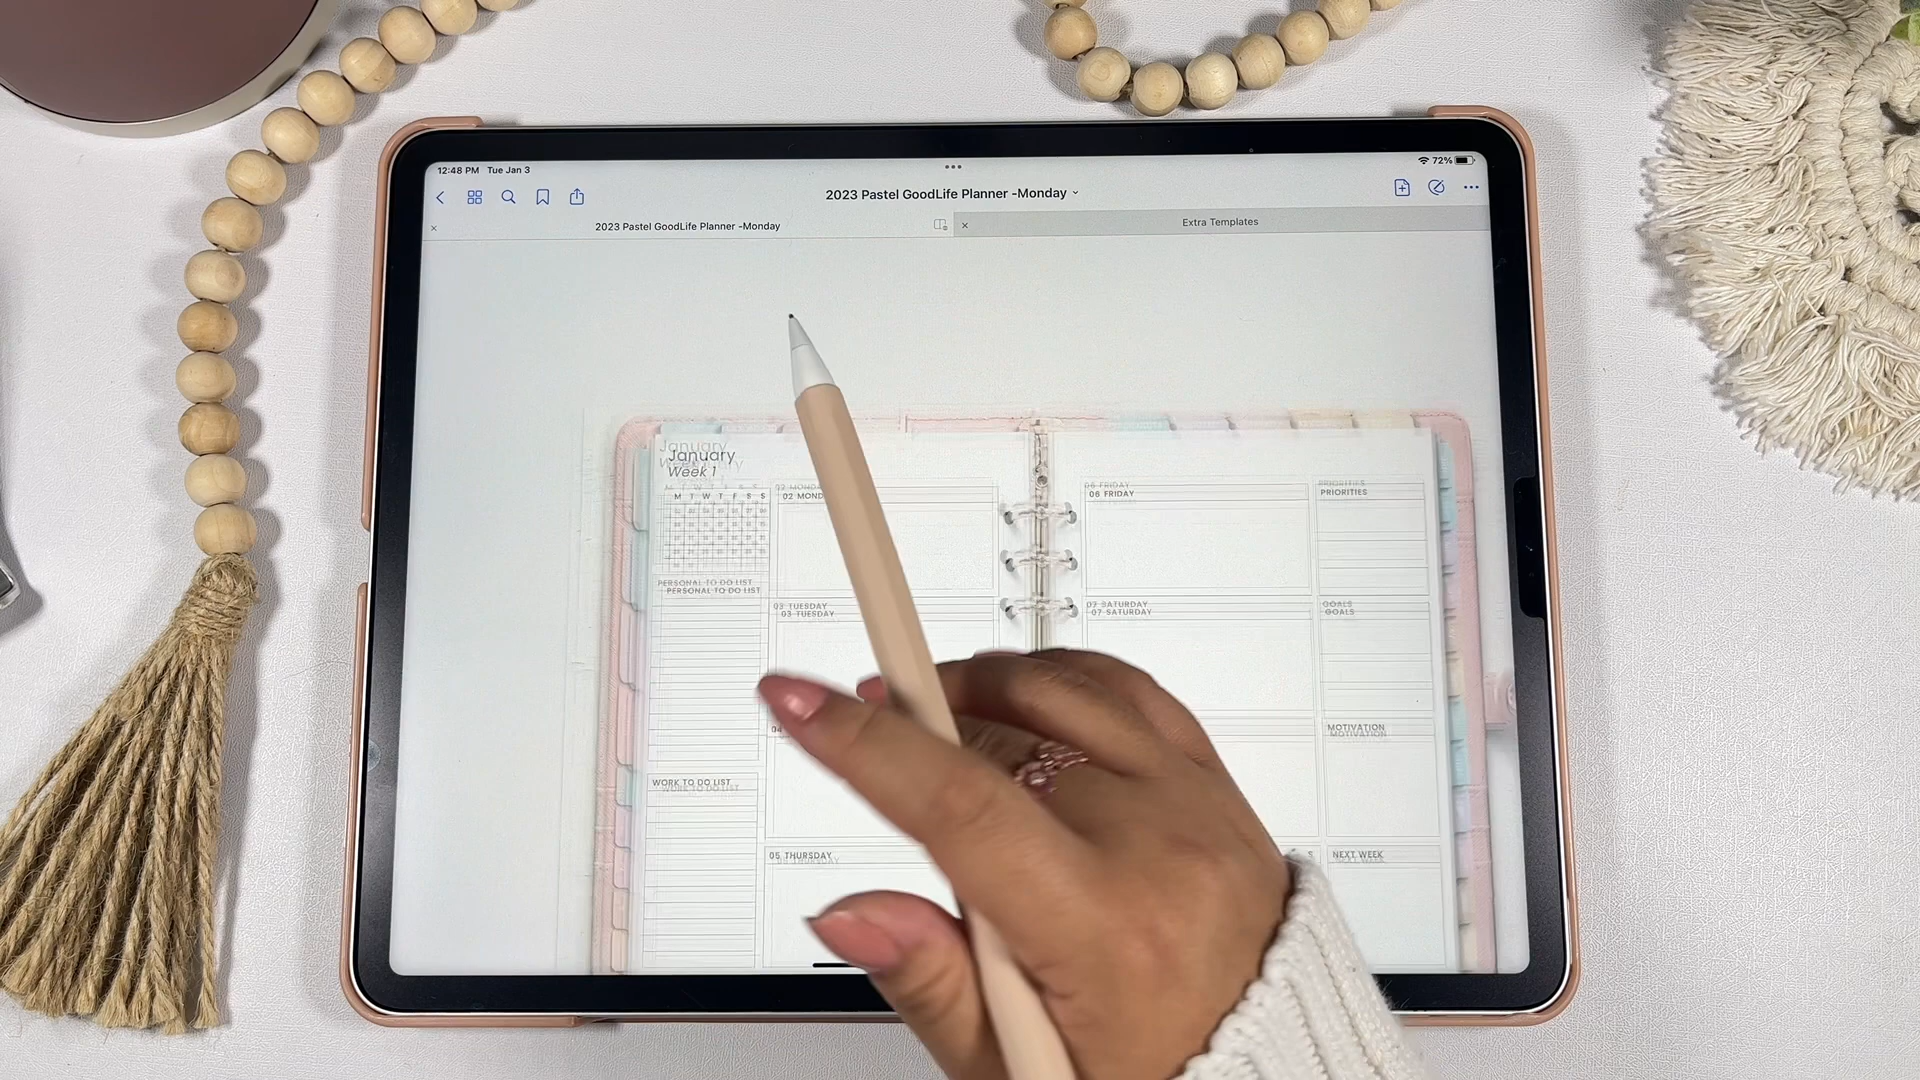 12:48 PM Tue Jan 3
72%
2023 Pastel GoodLife Planner -Monday
2023 Pastel GoodLife Planner -Monday
Extra Templates
January
Week 1
M T W T F S S
PERSONAL TO DO LIST
WORK TO DO LIST
02 MOND
03 TUESDAY
04
05 THURSDAY
06 FRIDAY
07 SATURDAY
PRIORITIES
GOALS
MOTIVATION
NEXT WEEK